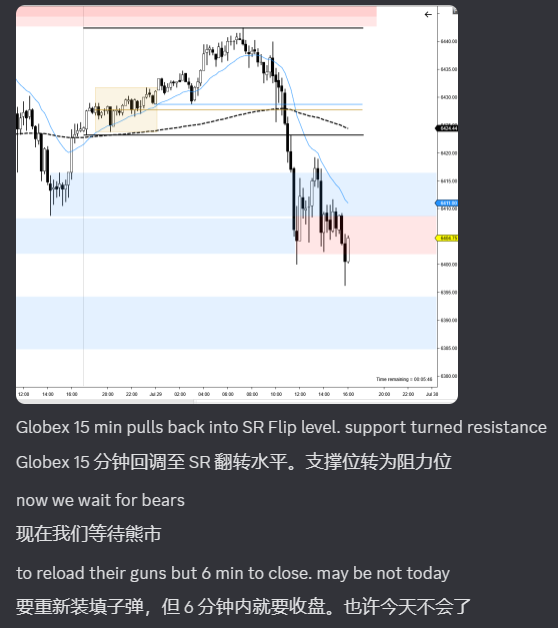 6440.00
6435.00
6430.00
6424.44
6420.00
6415.00
6411.00
6410.00
6404.75
6400.00
6395.00
6390.00
6385.00
6380.00
Time remaining = 00:05:46
12:00 14:00 16:00 18:00 20:00 22:00 Jul 29 02:00 04:00 06:00 08:00 10:00 12:00 14:00 16:00 20:00 22:00 Jul 30
Globex 15 min pulls back into SR Flip level. support turned resistance
Globex 15 分钟回调至 SR 翻转水平。支撑位转为阻力位
now we wait for bears
现在我们等待熊市
to reload their guns but 6 min to close. may be not today
要重新装填子弹，但 6 分钟内就要收盘。也许今天不会了